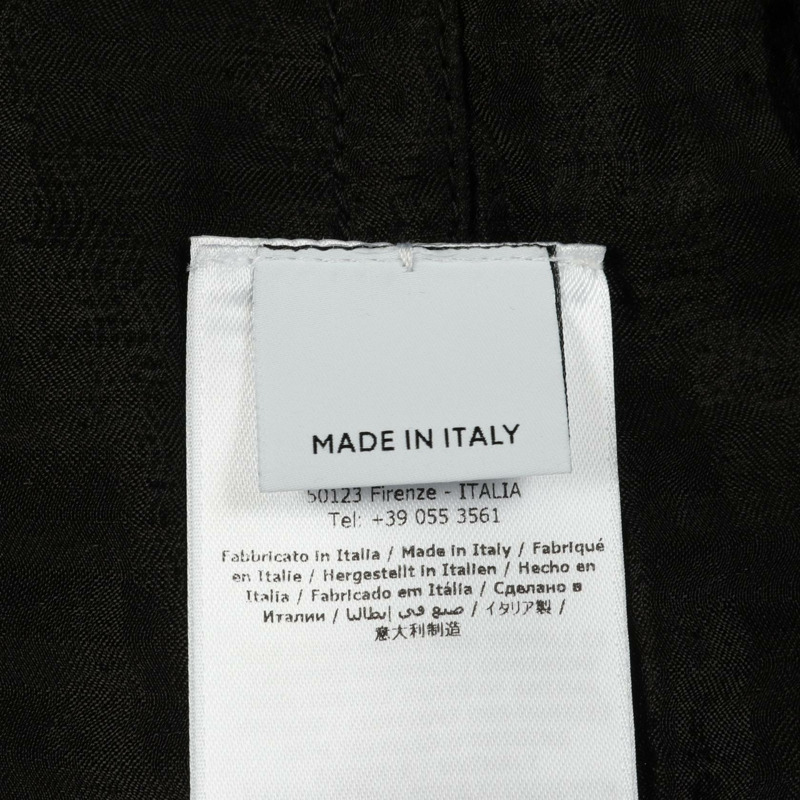 MADE IN ITALY
50123 Firenze - ITALIA
Tel: +39 055 3561
Fabbricato in Italia / Made in Italy / Fabriqué
en Italie / Hergestellt in Italien / Hecho en
Italia / Fabricado em Itália / Сделано в
Италии / صنع في إيطاليا / イタリア製 /
意大利制造